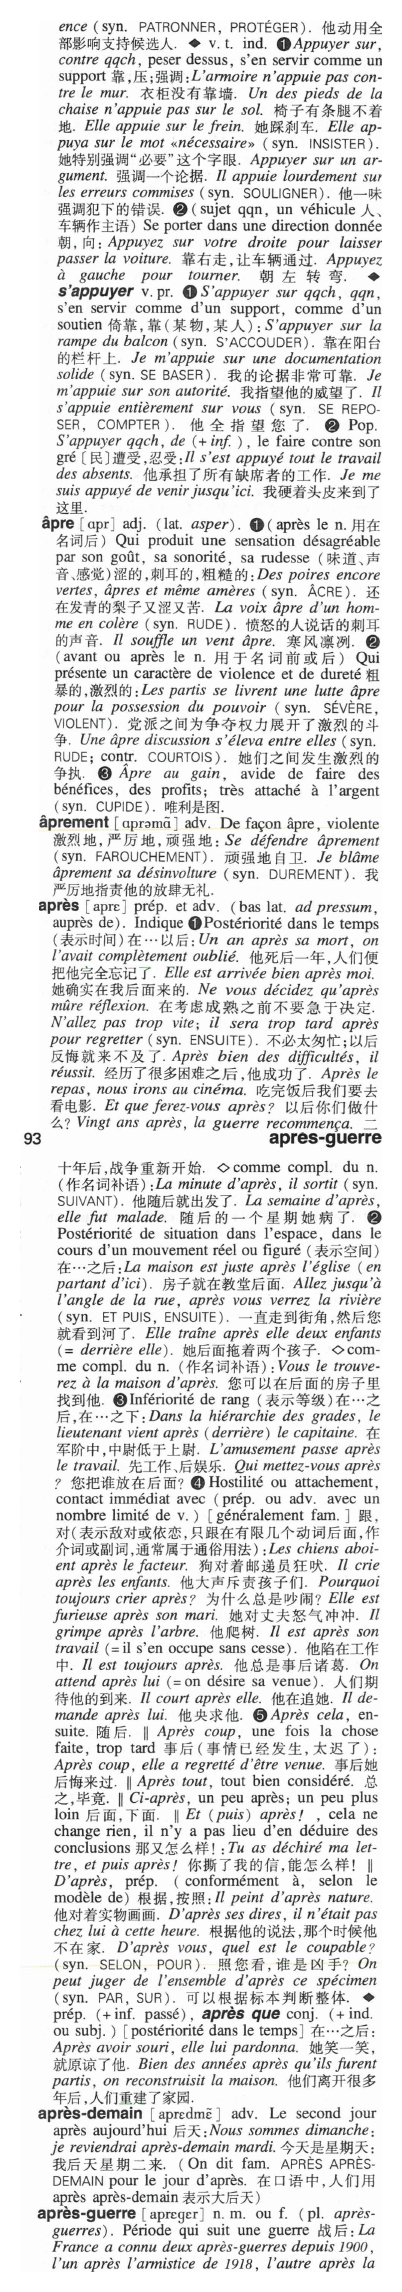 ence (syn. PATRONNER, PROTÉGER). 他动用全
部影响支持候选人. ◆ v. t. ind. ❶Appuyer sur,
contre qqch, peser dessus, s'en servir comme un
support 靠,压;强调:L'armoire n'appuie pas con-
tre le mur. 衣柜没有靠墙. Un des pieds de la
chaise n'appuie pas sur le sol. 椅子有条腿不着
地. Elle appuie sur le frein. 她踩刹车. Elle ap-
puya sur le mot «nécessaire» (syn. INSISTER).
她特别强调“必要”这个字眼. Appuyer sur un ar-
gument. 强调一个论据. Il appuie lourdement sur
les erreurs commises (syn. SOULIGNER). 他一味
强调犯下的错误. ❷(sujet qqn, un véhicule 人、
车辆作主语) Se porter dans une direction donnée
朝,向: Appuyez sur votre droite pour laisser
passer la voiture. 靠右走,让车辆通过. Appuyez
à gauche pour tourner. 朝左转弯. ◆
s'appuyer v. pr. ❶S'appuyer sur qqch, qqn,
s'en servir comme d'un support, comme d'un
soutien 倚靠,靠(某物,某人): S'appuyer sur la
rampe du balcon (syn. S'ACCOUDER). 靠在阳台
的栏杆上. Je m'appuie sur une documentation
solide (syn. SE BASER). 我的论据非常可靠. Je
m'appuie sur son autorité. 我指望他的威望了. Il
s'appuie entièrement sur vous (syn. SE REPO-
SER, COMPTER). 他全指望您了. ❷ Pop.
S'appuyer qqch, de (+inf.), le faire contre son
gré [民]遭受,忍受:Il s'est appuyé tout le travail
des absents. 他承担了所有缺席者的工作. Je me
suis appuyé de venir jusqu'ici. 我硬着头皮来到了
这里.
âpre [ɑpr] adj. (lat. asper). ❶(après le n. 用在
名词后) Qui produit une sensation désagréable
par son goût, sa sonorité, sa rudesse (味道、声
音、感觉)涩的,刺耳的,粗糙的:Des poires encore
vertes, âpres et même amères (syn. ÂCRE). 还
在发青的梨子又涩又苦. La voix âpre d'un hom-
me en colère (syn. RUDE). 愤怒的人说话的刺耳
的声音. Il souffle un vent âpre. 寒风凛冽. ❷
(avant ou après le n. 用于名词前或后) Qui
présente un caractère de violence et de dureté 粗
暴的,激烈的:Les partis se livrent une lutte âpre
pour la possession du pouvoir (syn. SÉVÈRE,
VIOLENT). 党派之间为争夺权力展开了激烈的斗
争. Une âpre discussion s'éleva entre elles (syn.
RUDE; contr. COURTOIS). 她们之间发生激烈的
争执. ❸ Âpre au gain, avide de faire des
bénéfices, des profits; très attaché à l'argent
(syn. CUPIDE). 唯利是图.
âprement [ɑprəmɑ̃] adv. De façon âpre, violente
激烈地,严厉地,顽强地: Se défendre âprement
(syn. FAROUCHEMENT). 顽强地自卫. Je blâme
âprement sa désinvolture (syn. DUREMENT). 我
严厉地指责他的放肆无礼.
après [aprɛ] prép. et adv. (bas lat. ad pressum,
auprès de). Indique ❶Postériorité dans le temps
(表示时间)在…以后:Un an après sa mort, on
l'avait complètement oublié. 他死后一年,人们便
把他完全忘记了. Elle est arrivée bien après moi.
她确实在我后面来的. Ne vous décidez qu'après
mûre réflexion. 在考虑成熟之前不要急于决定.
N'allez pas trop vite; il sera trop tard après
pour regretter (syn. ENSUITE). 不必太匆忙;以后
反悔就来不及了. Après bien des difficultés, il
réussit. 经历了很多困难之后,他成功了. Après le
repas, nous irons au cinéma. 吃完饭后我们要去
看电影. Et que ferez-vous après? 以后你们做什
么? Vingt ans après, la guerre recommença. 二
93 apres-guerre
十年后,战争重新开始. ◇comme compl. du n.
(作名词补语):La minute d'après, il sortit (syn.
SUIVANT). 他随后就出发了. La semaine d'après,
elle fut malade. 随后的一个星期她病了. ❷
Postériorité de situation dans l'espace, dans le
cours d'un mouvement réel ou figuré (表示空间)
在…之后:La maison est juste après l'église (en
partant d'ici). 房子就在教堂后面. Allez jusqu'à
l'angle de la rue, après vous verrez la rivière
(syn. ET PUIS, ENSUITE). 一直走到街角,然后您
就看到河了. Elle traîne après elle deux enfants
(= derrière elle). 她后面拖着两个孩子. ◇com-
me compl. du n. (作名词补语):Vous le trouve-
rez à la maison d'après. 您可以在后面的房子里
找到他. ❸Infériorité de rang (表示等级)在…之
后,在…之下:Dans la hiérarchie des grades, le
lieutenant vient après (derrière) le capitaine. 在
军阶中,中尉低于上尉. L'amusement passe après
le travail. 先工作、后娱乐. Qui mettez-vous après
? 您把谁放在后面? ❹ Hostilité ou attachement,
contact immédiat avec (prép. ou adv. avec un
nombre limité de v.) [généralement fam.] 跟,
对(表示敌对或依恋,只跟在有限几个动词后面,作
介词或副词,通常属于通俗用法):Les chiens aboi-
ent après le facteur. 狗对着邮递员狂吠. Il crie
après les enfants. 他大声斥责孩子们. Pourquoi
toujours crier après? 为什么总是吵闹? Elle est
furieuse après son mari. 她对丈夫怒气冲冲. Il
grimpe après l'arbre. 他爬树. Il est après son
travail (=il s'en occupe sans cesse). 他陷在工作
中. Il est toujours après. 他总是事后诸葛. On
attend après lui (=on désire sa venue). 人们期
待他的到来. Il court après elle. 他在追她. Il de-
mande après lui. 他央求他. ❺Après cela, en-
suite. 随后. ‖ Après coup, une fois la chose
faite, trop tard 事后(事情已经发生,太迟了):
Après coup, elle a regretté d'être venue. 事后她
后悔来过. ‖ Après tout, tout bien considéré. 总
之,毕竟. ‖ Ci-après, un peu après; un peu plus
loin 后面,下面. ‖ Et (puis) après!, cela ne
change rien, il n'y a pas lieu d'en déduire des
conclusions 那又怎么样!:Tu as déchiré ma let-
tre, et puis après! 你撕了我的信,能怎么样! ‖
D'après, prép. (conformément à, selon le
modèle de) 根据,按照:Il peint d'après nature.
他对着实物画画. D'après ses dires, il n'était pas
chez lui à cette heure. 根据他的说法,那个时候他
不在家. D'après vous, quel est le coupable?
(syn. SELON, POUR). 照您看,谁是凶手? On
peut juger de l'ensemble d'après ce spécimen
(syn. PAR, SUR). 可以根据标本判断整体. ◆
prép. (+inf. passé), après que conj. (+ind.
ou subj.) [postériorité dans le temps] 在…之后:
Après avoir souri, elle lui pardonna. 她笑一笑,
就原谅了他. Bien des années après qu'ils furent
partis, on reconstruisit la maison. 他们离开很多
年后,人们重建了家园.
après-demain [aprɛdmɛ̃] adv. Le second jour
après aujourd'hui 后天:Nous sommes dimanche:
je reviendrai après-demain mardi. 今天是星期天:
我后天星期二来. (On dit fam. APRÈS APRÈS-
DEMAIN pour le jour d'après. 在口语中,人们用
après après-demain 表示大后天)
après-guerre [aprɛgɛr] n. m. ou f. (pl. après-
guerres). Période qui suit une guerre 战后:La
France a connu deux après-guerres depuis 1900,
l'un après l'armistice de 1918, l'autre après la